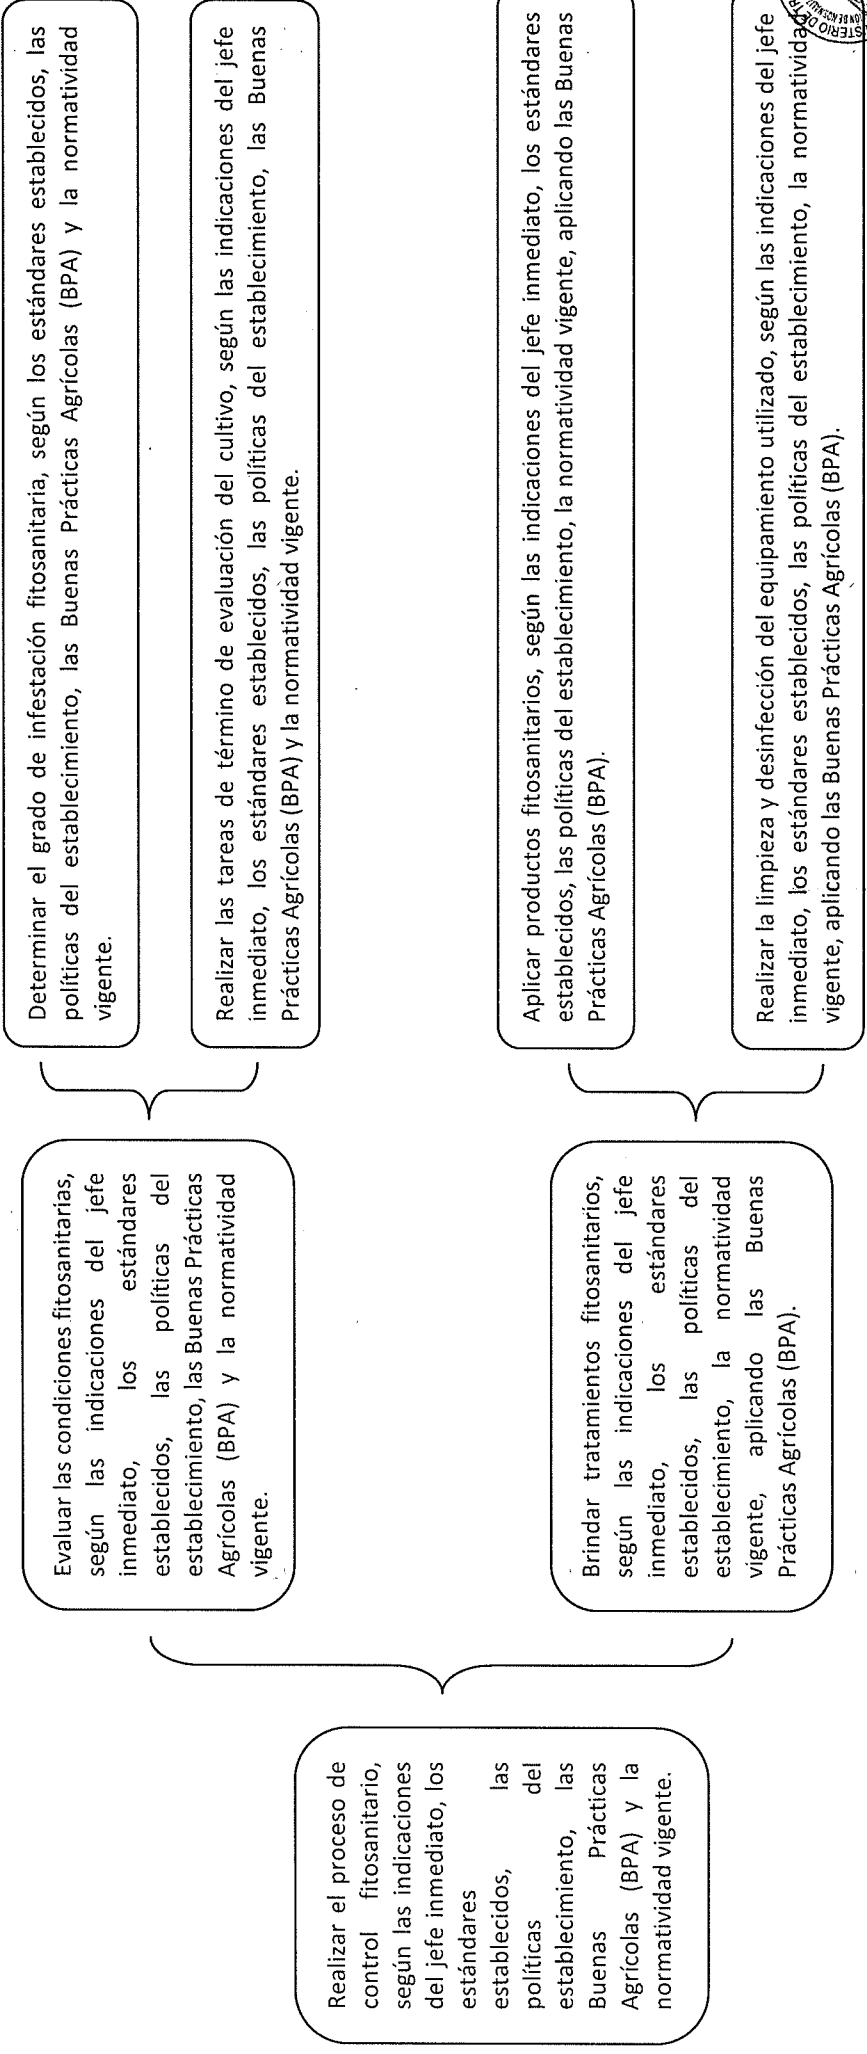 Realizar el proceso de
control fitosanitario,
según las indicaciones
del jefe inmediato, los
estándares
establecidos, las
políticas del
establecimiento, las
Buenas Prácticas
Agrícolas (BPA) y la
normatividad vigente.
Evaluar las condiciones fitosanitarias,
según las indicaciones del jefe
inmediato, los estándares
establecidos, las políticas del
establecimiento, las Buenas Prácticas
Agrícolas (BPA) y la normatividad
vigente.
Determinar el grado de infestación fitosanitaria, según los estándares establecidos, las
políticas del establecimiento, las Buenas Prácticas Agrícolas (BPA) y la normatividad
vigente.
Realizar las tareas de término de evaluación del cultivo, según las indicaciones del jefe
inmediato, los estándares establecidos, las políticas del establecimiento, las Buenas
Prácticas Agrícolas (BPA) y la normatividad vigente.
Brindar tratamientos fitosanitarios,
según las indicaciones del jefe
inmediato, los estándares
establecidos, las políticas del
establecimiento, la normatividad
vigente, aplicando las Buenas
Prácticas Agrícolas (BPA).
Aplicar productos fitosanitarios, según las indicaciones del jefe inmediato, los estándares
establecidos, las políticas del establecimiento, la normatividad vigente, aplicando las Buenas
Prácticas Agrícolas (BPA).
Realizar la limpieza y desinfección del equipamiento utilizado, según las indicaciones del jefe
inmediato, los estándares establecidos, las políticas del establecimiento, la normatividad
vigente, aplicando las Buenas Prácticas Agrícolas (BPA).